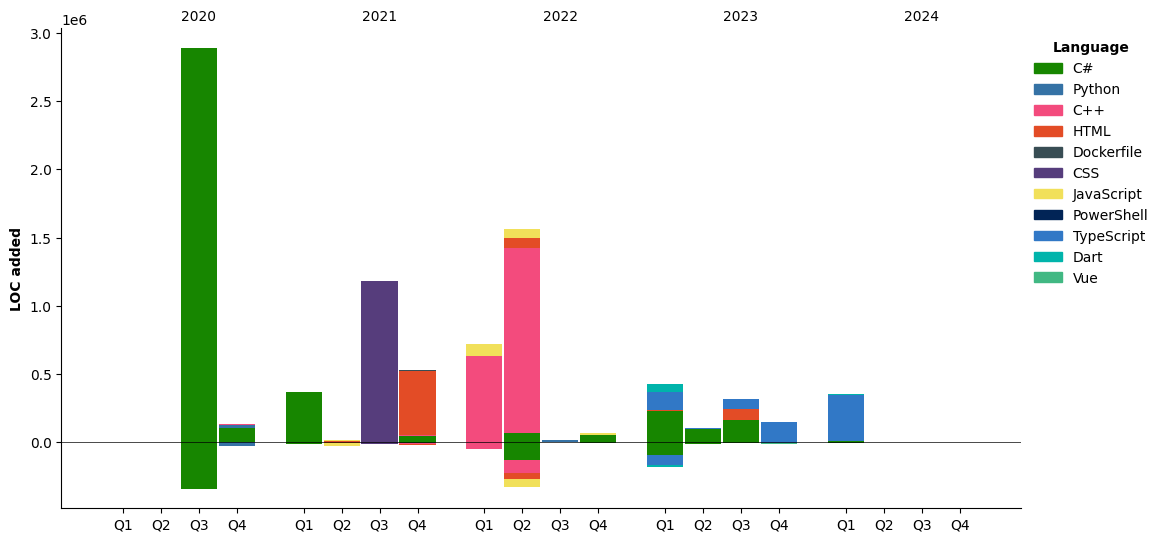 2020 2021 2022 2023 2024
1e6
3.0
2.5
2.0
1.5
1.0
0.5
0.0
LOC added
Q1 Q2 Q3 Q4 Q1 Q2 Q3 Q4 Q1 Q2 Q3 Q4 Q1 Q2 Q3 Q4 Q1 Q2 Q3 Q4
Language
C#
Python
C++
HTML
Dockerfile
CSS
JavaScript
PowerShell
TypeScript
Dart
Vue